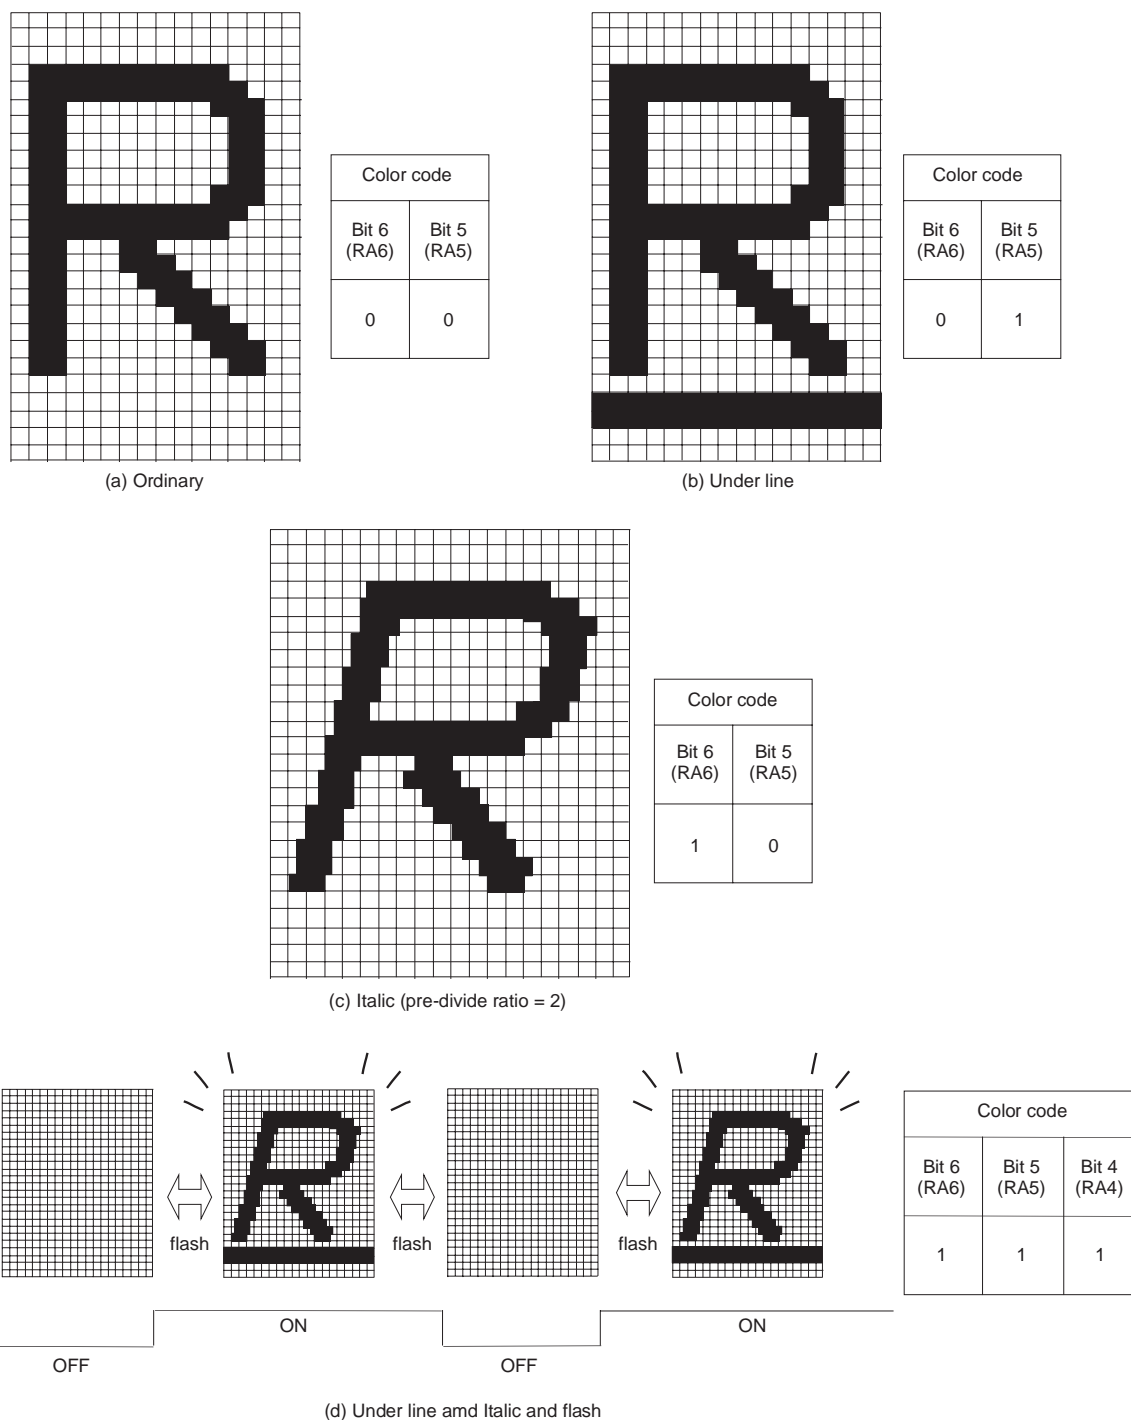 Color code
Bit 6 Bit 5
(RA6) (RA5)
0 0
(a) Ordinary
Color code
Bit 6 Bit 5
(RA6) (RA5)
0 1
(b) Under line
Color code
Bit 6 Bit 5
(RA6) (RA5)
1 0
(c) Italic (pre-divide ratio = 2)
flash flash flash
Color code
Bit 6 Bit 5 Bit 4
(RA6) (RA5) (RA4)
1 1 1
ON ON
OFF OFF
(d) Under line amd Italic and flash